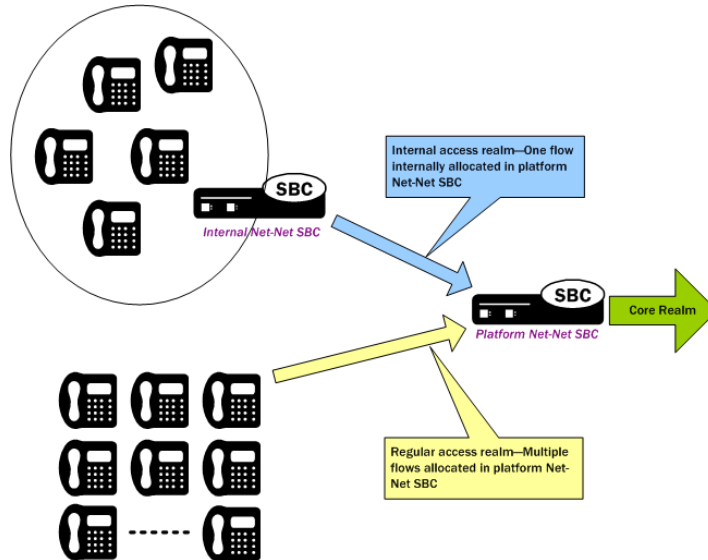 SBC
Internal Net-Net SBC
Internal access realm—One flow
internally allocated in platform
Net-Net SBC
SBC
Platform Net-Net SBC
Core Realm
Regular access realm—Multiple
flows allocated in platform Net-
Net SBC